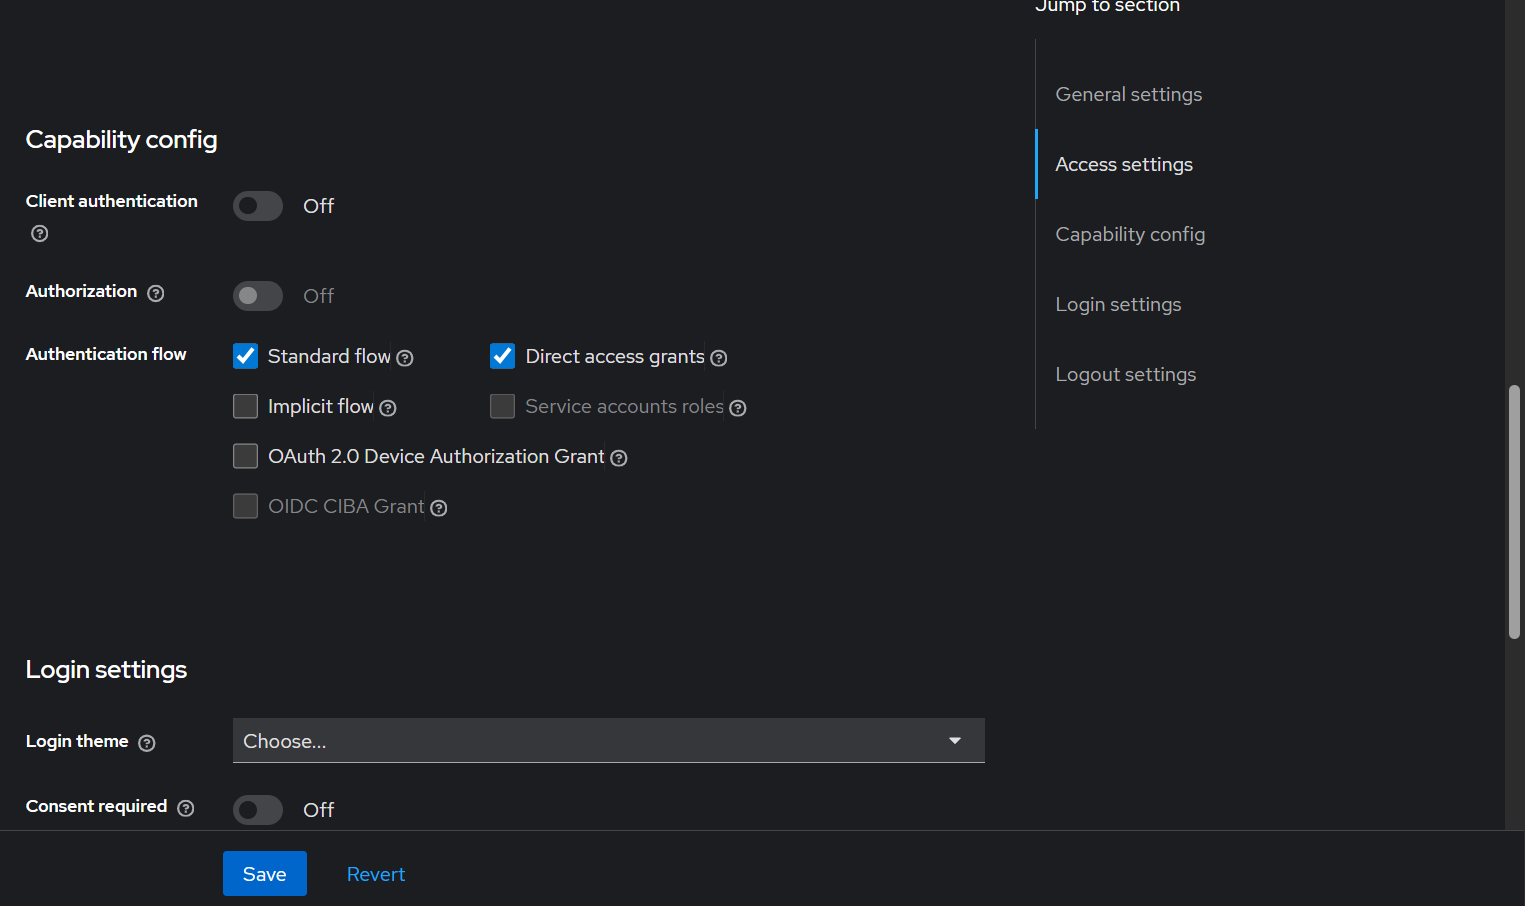 Jump to section
General settings
Access settings
Capability config
Login settings
Logout settings
Capability config
Client authentication
Off
Authorization
Off
Authentication flow
Standard flow
Direct access grants
Implicit flow
Service accounts roles
OAuth 2.0 Device Authorization Grant
OIDC CIBA Grant
Login settings
Login theme
Choose...
Consent required
Off
Save
Revert